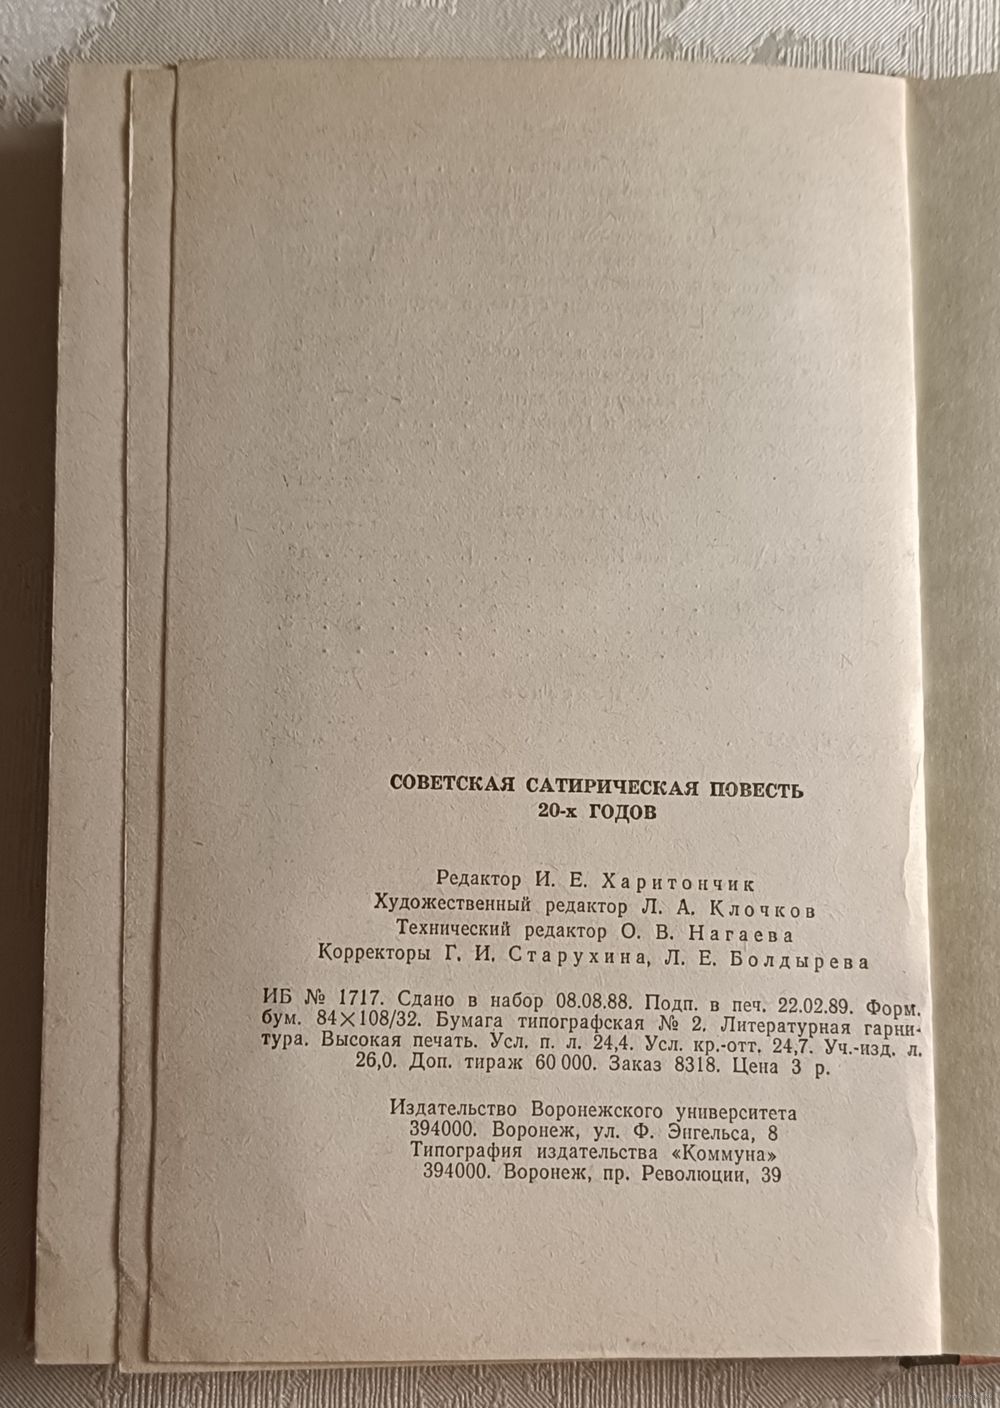 СОВЕТСКАЯ САТИРИЧЕСКАЯ ПОВЕСТЬ
20-х ГОДОВ
Редактор И. Е. Харитончик
Художественный редактор Л. А. Клочков
Технический редактор О. В. Нагаева
Корректоры Г. И. Старухина, Л. Е. Болдырева
ИБ № 1717. Сдано в набор 08.08.88. Подп. в печ. 22.02.89. Форм.
бум. 84×108/32. Бумага типографская № 2. Литературная гарни-
тура. Высокая печать. Усл. п. л. 24,4. Усл. кр.-отт. 24,7. Уч.-изд. л.
26,0. Доп. тираж 60 000. Заказ 8318. Цена 3 р.
Издательство Воронежского университета
394000. Воронеж, ул. Ф. Энгельса, 8
Типография издательства «Коммуна»
394000. Воронеж, пр. Революции, 39